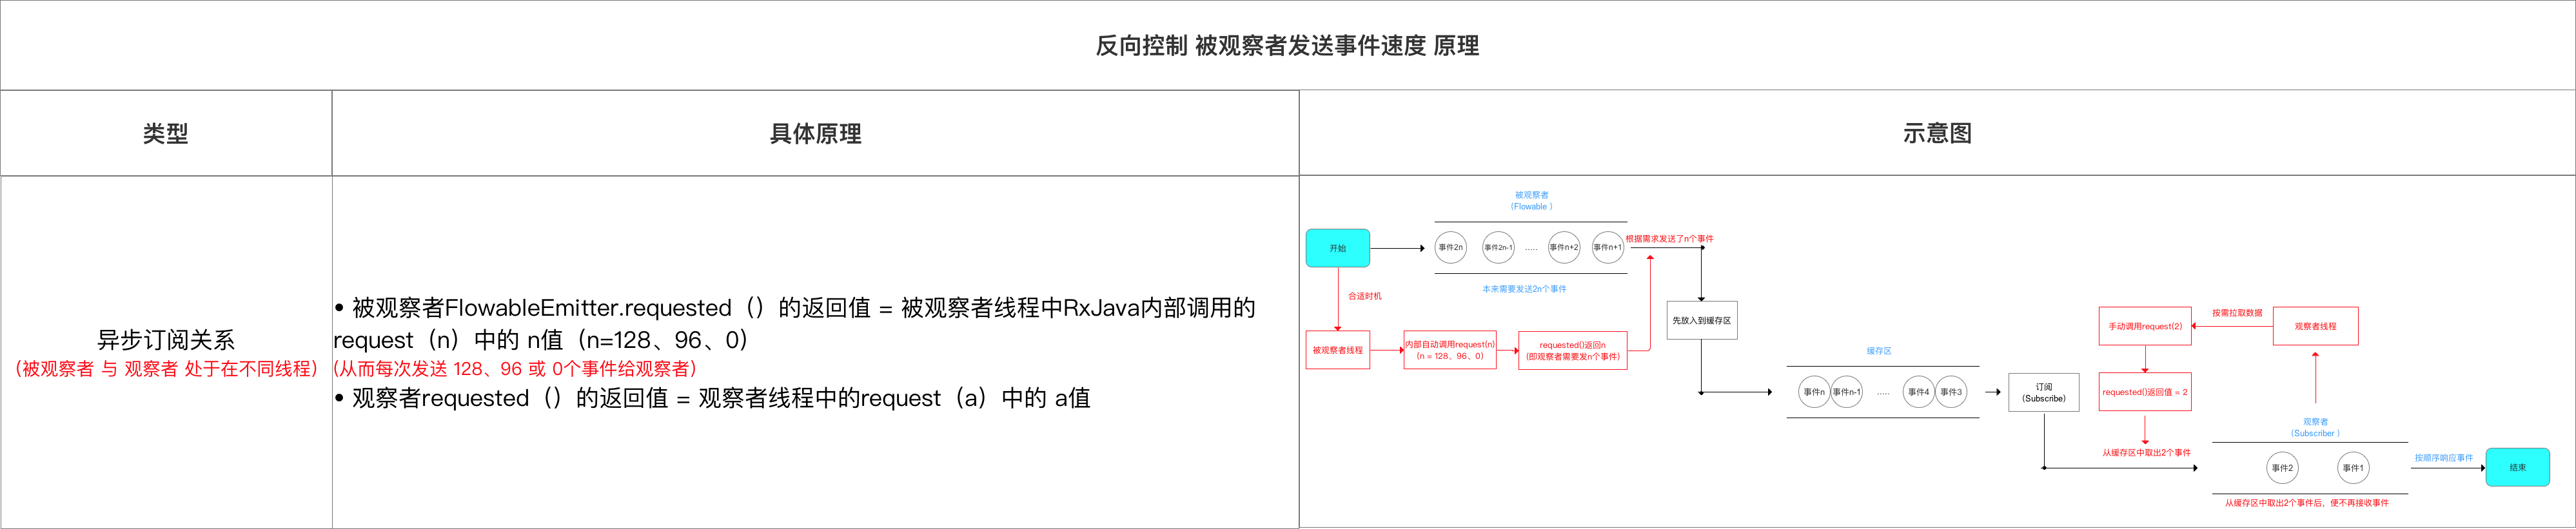 反向控制 被观察者发送事件速度 原理
类型
具体原理
示意图
异步订阅关系
（被观察者 与 观察者 处于在不同线程）
• 被观察者FlowableEmitter.requested（）的返回值 = 被观察者线程中RxJava内部调用的
request（n）中的 n值（n=128、96、0）
(从而每次发送 128、96 或 0个事件给观察者)
• 观察者requested（）的返回值 = 观察者线程中的request（a）中的 a值
被观察者
（Flowable ）
开始
事件2n
事件2n-1
.....
事件n+2
事件n+1
根据需求发送了n个事件
本来需要发送2n个事件
合适时机
被观察者线程
内部自动调用request(n)
(n = 128、96、0)
requested()返回n
(即观察者需要发n个事件)
先放入到缓存区
缓存区
事件n
事件n-1
.....
事件4
事件3
订阅
（Subscribe）
手动调用request(2)
按需拉取数据
观察者线程
requested()返回值 = 2
从缓存区中取出2个事件
观察者
（Subscriber ）
事件2
事件1
按顺序响应事件
结束
从缓存区中取出2个事件后，便不再接收事件